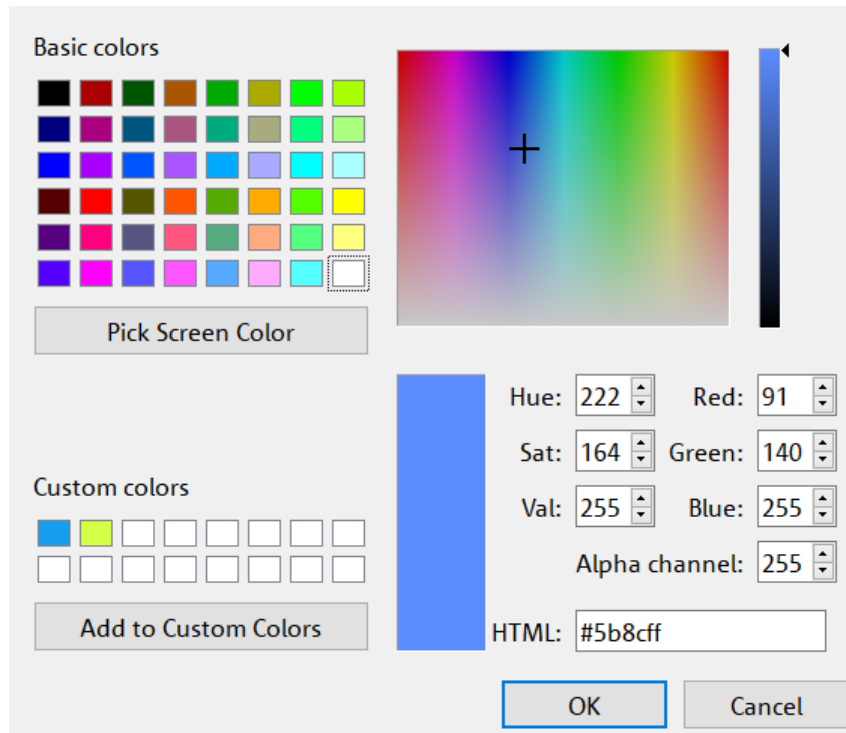 Basic colors
Pick Screen Color
Custom colors
Add to Custom Colors
Hue: 222 Red: 91
Sat: 164 Green: 140
Val: 255 Blue: 255
Alpha channel: 255
HTML: #5b8cff
OK Cancel